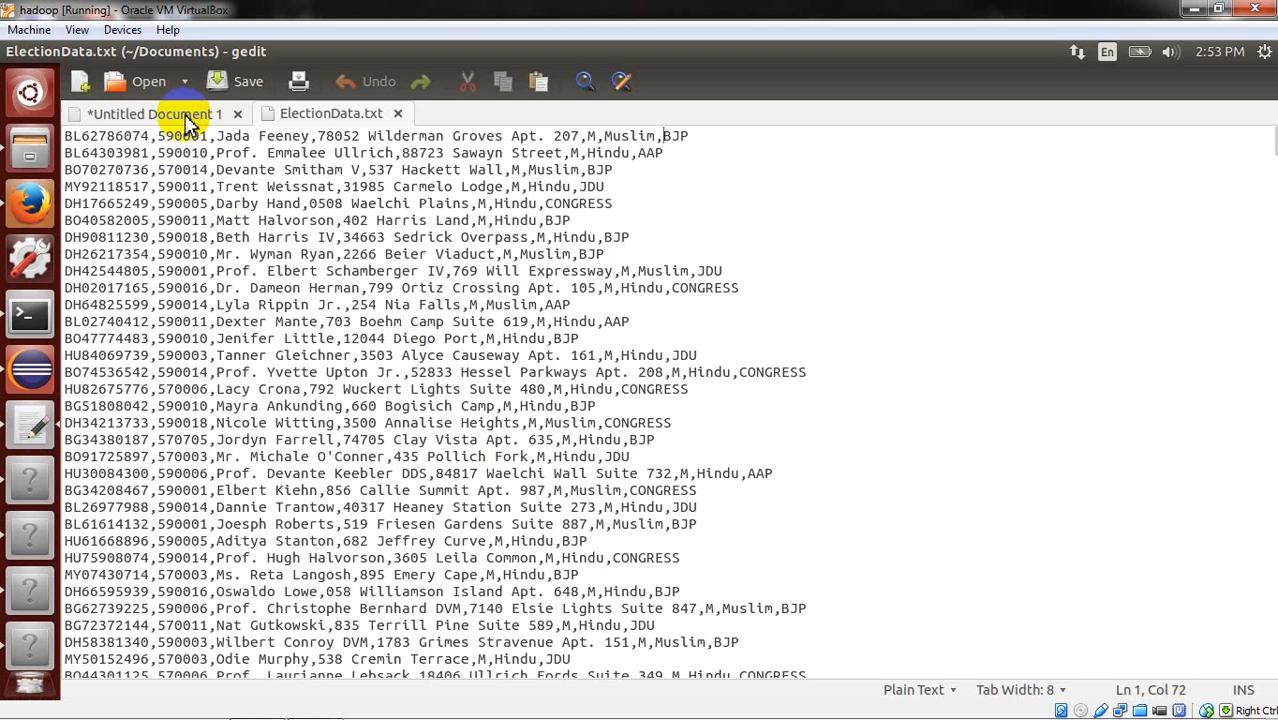 hadoop [Running] - Oracle VM VirtualBox
Machine View Devices Help
ElectionData.txt (~/Documents) - gedit
En
2:53 PM
Open
Save
Undo
*Untitled Document 1
ElectionData.txt
BL62786074,590001,Jada Feeney,78052 Wilderman Groves Apt. 207,M,Muslim,BJP
BL64303981,590010,Prof. Emmalee Ullrich,88723 Sawayn Street,M,Hindu,AAP
BO70270736,570014,Devante Smitham V,537 Hackett Wall,M,Muslim,BJP
MY92118517,590011,Trent Weissnat,31985 Carmelo Lodge,M,Hindu,JDU
DH17665249,590005,Darby Hand,0508 Waelchi Plains,M,Hindu,CONGRESS
BO40582005,590011,Matt Halvorson,402 Harris Land,M,Hindu,BJP
DH90811230,590018,Beth Harris IV,34663 Sedrick Overpass,M,Hindu,BJP
DH26217354,590010,Mr. Wyman Ryan,2266 Beier Viaduct,M,Muslim,BJP
DH42544805,590001,Prof. Elbert Schamberger IV,769 Will Expressway,M,Muslim,JDU
DH02017165,590016,Dr. Dameon Herman,799 Ortiz Crossing Apt. 105,M,Hindu,CONGRESS
DH64825599,590014,Lyla Rippin Jr.,254 Nia Falls,M,Muslim,AAP
BL02740412,590011,Dexter Mante,703 Boehm Camp Suite 619,M,Hindu,AAP
BO47774483,590010,Jenifer Little,12044 Diego Port,M,Hindu,BJP
HU84069739,590003,Tanner Gleichner,3503 Alyce Causeway Apt. 161,M,Hindu,JDU
BO74536542,590014,Prof. Yvette Upton Jr.,52833 Hessel Parkways Apt. 208,M,Hindu,CONGRESS
HU82675776,570006,Lacy Crona,792 Wuckert Lights Suite 480,M,Hindu,CONGRESS
BG51808042,590010,Mayra Ankunding,660 Bogisich Camp,M,Hindu,BJP
DH34213733,590018,Nicole Witting,3500 Annalise Heights,M,Muslim,CONGRESS
BG34380187,570705,Jordyn Farrell,74705 Clay Vista Apt. 635,M,Hindu,BJP
BO91725897,570003,Mr. Michale O'Conner,435 Pollich Fork,M,Hindu,JDU
HU30084300,590006,Prof. Devante Keebler DDS,84817 Waelchi Wall Suite 732,M,Hindu,AAP
BG34208467,590001,Elbert Kiehn,856 Callie Summit Apt. 987,M,Muslim,CONGRESS
BL26977988,590014,Dannie Trantow,40317 Heaney Station Suite 273,M,Hindu,JDU
BL61614132,590001,Joesph Roberts,519 Friesen Gardens Suite 887,M,Muslim,BJP
HU61668896,590005,Aditya Stanton,682 Jeffrey Curve,M,Hindu,BJP
HU75908074,590014,Prof. Hugh Halvorson,3605 Leila Common,M,Hindu,CONGRESS
MY07430714,570003,Ms. Reta Langosh,895 Emery Cape,M,Hindu,BJP
DH66595939,590016,Oswaldo Lowe,058 Williamson Island Apt. 648,M,Hindu,BJP
BG62739225,590006,Prof. Christophe Bernhard DVM,7140 Elsie Lights Suite 847,M,Muslim,BJP
BG72372144,570011,Nat Gutkowski,835 Terrill Pine Suite 589,M,Hindu,JDU
DH58381340,590003,Wilbert Conroy DVM,1783 Grimes Stravenue Apt. 151,M,Muslim,BJP
MY50152496,570003,Odie Murphy,538 Cremin Terrace,M,Hindu,JDU
BO44301125,570006,Prof. Laurianne Lebsack,18406 Ullrich Fords Suite 349,M,Hindu,CONGRESS
Plain Text
Tab Width: 8
Ln 1, Col 72
INS
Right Ctrl